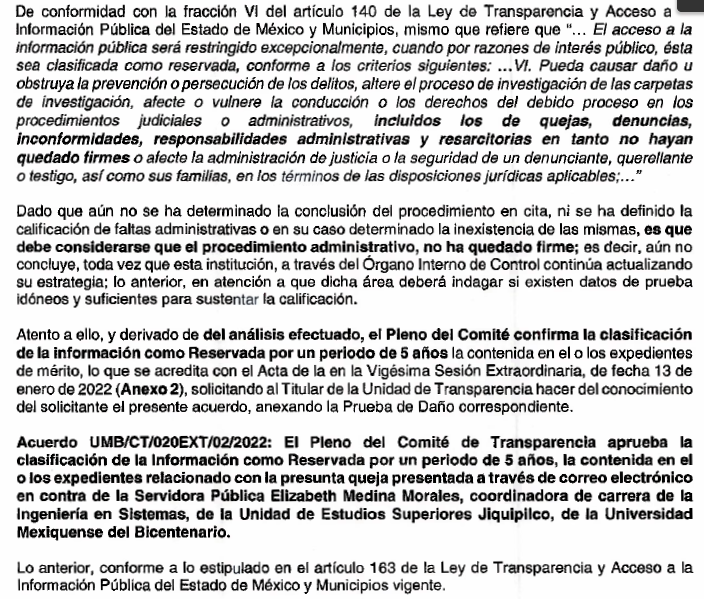 De conformidad con la fracción VI del artículo 140 de la Ley de Transparencia y Acceso a
Información Pública del Estado de México y Municipios, mismo que refiere que “... El acceso a la
información pública será restringido excepcionalmente, cuando por razones de interés público, ésta
sea clasificada como reservada, conforme a los criterios siguientes: ...VI. Pueda causar daño u
obstruya la prevención o persecución de los delitos, altere el proceso de investigación de las carpetas
de investigación, afecte o vulnere la conducción o los derechos del debido proceso en los
procedimientos judiciales o administrativos, incluidos los de quejas, denuncias,
inconformidades, responsabilidades administrativas y resarcitorias en tanto no hayan
quedado firmes o afecte la administración de justicia o la seguridad de un denunciante, querellante
o testigo, así como sus familias, en los términos de las disposiciones jurídicas aplicables;...”
Dado que aún no se ha determinado la conclusión del procedimiento en cita, ni se ha definido la
calificación de faltas administrativas o en su caso determinado la inexistencia de las mismas, es que
debe considerarse que el procedimiento administrativo, no ha quedado firme; es decir, aún no
concluye, toda vez que esta institución, a través del Órgano Interno de Control continúa actualizando
su estrategia; lo anterior, en atención a que dicha área deberá indagar si existen datos de prueba
idóneos y suficientes para sustentar la calificación.
Atento a ello, y derivado de del análisis efectuado, el Pleno del Comité confirma la clasificación
de la información como Reservada por un periodo de 5 años la contenida en el o los expedientes
de mérito, lo que se acredita con el Acta de la en la Vigésima Sesión Extraordinaria, de fecha 13 de
enero de 2022 (Anexo 2), solicitando al Titular de la Unidad de Transparencia hacer del conocimiento
del solicitante el presente acuerdo, anexando la Prueba de Daño correspondiente.
Acuerdo UMB/CT/020EXT/02/2022: El Pleno del Comité de Transparencia aprueba la
clasificación de la Información como Reservada por un periodo de 5 años, la contenida en el
o los expedientes relacionado con la presunta queja presentada a través de correo electrónico
en contra de la Servidora Pública Elizabeth Medina Morales, coordinadora de carrera de la
Ingeniería en Sistemas, de la Unidad de Estudios Superiores Jiquipilco, de la Universidad
Mexiquense del Bicentenario.
Lo anterior, conforme a lo estipulado en el artículo 163 de la Ley de Transparencia y Acceso a la
Información Pública del Estado de México y Municipios vigente.